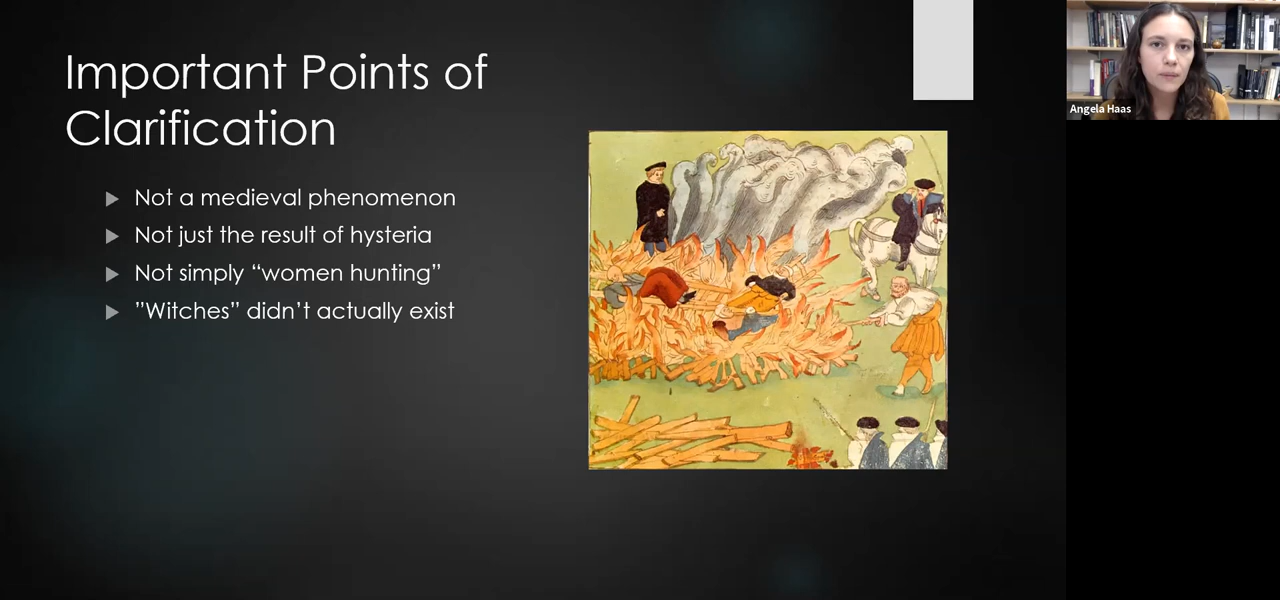 Important Points of
Clarification
Not a medieval phenomenon
Not just the result of hysteria
Not simply “women hunting”
”Witches” didn’t actually exist
Angela Haas